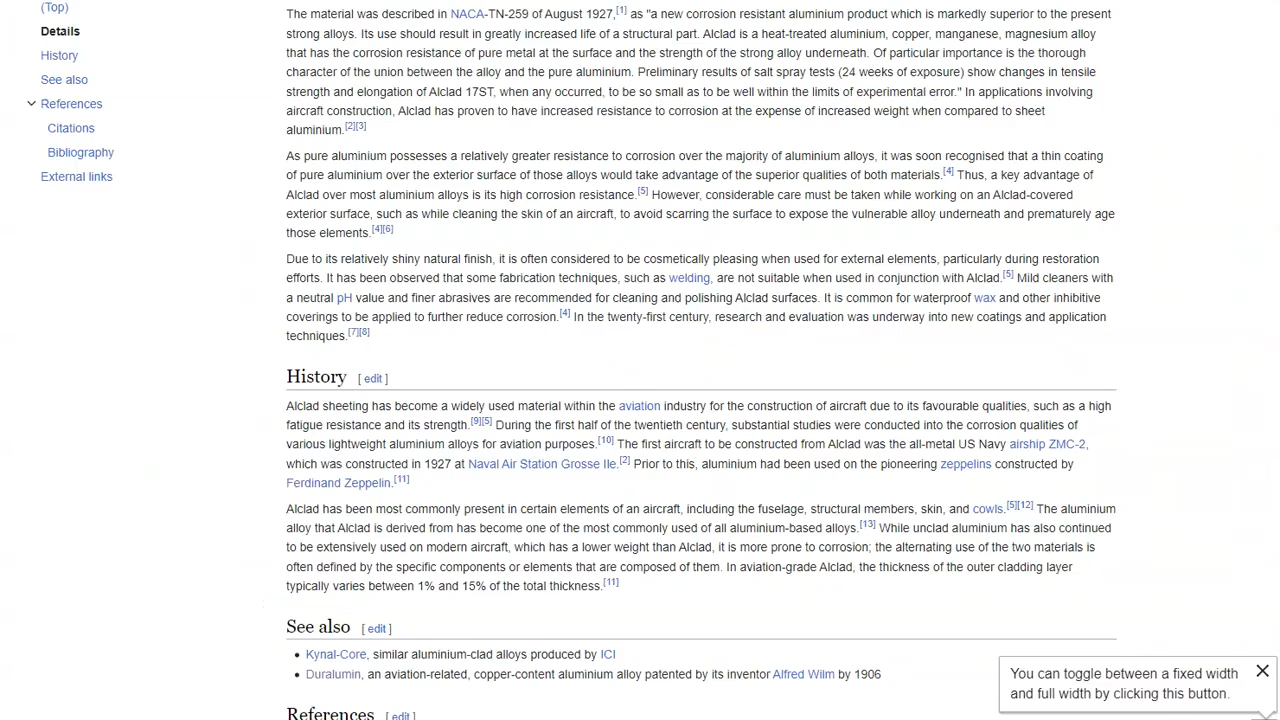 (Top)
Details
History
See also
References
Citations
Bibliography
External links
The material was described in NACA-TN-259 of August 1927,[1] as "a new corrosion resistant aluminium product which is markedly superior to the present
strong alloys. Its use should result in greatly increased life of a structural part. Alclad is a heat-treated aluminium, copper, manganese, magnesium alloy
that has the corrosion resistance of pure metal at the surface and the strength of the strong alloy underneath. Of particular importance is the thorough
character of the union between the alloy and the pure aluminium. Preliminary results of salt spray tests (24 weeks of exposure) show changes in tensile
strength and elongation of Alclad 17ST, when any occurred, to be so small as to be well within the limits of experimental error." In applications involving
aircraft construction, Alclad has proven to have increased resistance to corrosion at the expense of increased weight when compared to sheet
aluminium.[2][3]
As pure aluminium possesses a relatively greater resistance to corrosion over the majority of aluminium alloys, it was soon recognised that a thin coating
of pure aluminium over the exterior surface of those alloys would take advantage of the superior qualities of both materials.[4] Thus, a key advantage of
Alclad over most aluminium alloys is its high corrosion resistance.[5] However, considerable care must be taken while working on an Alclad-covered
exterior surface, such as while cleaning the skin of an aircraft, to avoid scarring the surface to expose the vulnerable alloy underneath and prematurely age
those elements.[4][6]
Due to its relatively shiny natural finish, it is often considered to be cosmetically pleasing when used for external elements, particularly during restoration
efforts. It has been observed that some fabrication techniques, such as welding, are not suitable when used in conjunction with Alclad.[5] Mild cleaners with
a neutral pH value and finer abrasives are recommended for cleaning and polishing Alclad surfaces. It is common for waterproof wax and other inhibitive
coverings to be applied to further reduce corrosion.[4] In the twenty-first century, research and evaluation was underway into new coatings and application
techniques.[7][8]
History [ edit ]
Alclad sheeting has become a widely used material within the aviation industry for the construction of aircraft due to its favourable qualities, such as a high
fatigue resistance and its strength.[9][5] During the first half of the twentieth century, substantial studies were conducted into the corrosion qualities of
various lightweight aluminium alloys for aviation purposes.[10] The first aircraft to be constructed from Alclad was the all-metal US Navy airship ZMC-2,
which was constructed in 1927 at Naval Air Station Grosse Ile.[2] Prior to this, aluminium had been used on the pioneering zeppelins constructed by
Ferdinand Zeppelin.[11]
Alclad has been most commonly present in certain elements of an aircraft, including the fuselage, structural members, skin, and cowls.[5][12] The aluminium
alloy that Alclad is derived from has become one of the most commonly used of all aluminium-based alloys.[13] While unclad aluminium has also continued
to be extensively used on modern aircraft, which has a lower weight than Alclad, it is more prone to corrosion; the alternating use of the two materials is
often defined by the specific components or elements that are composed of them. In aviation-grade Alclad, the thickness of the outer cladding layer
typically varies between 1% and 15% of the total thickness.[11]
See also [ edit ]
• Kynal-Core, similar aluminium-clad alloys produced by ICI
• Duralumin, an aviation-related, copper-content aluminium alloy patented by its inventor Alfred Wilm by 1906
References [ edit ]
You can toggle between a fixed width
and full width by clicking this button.